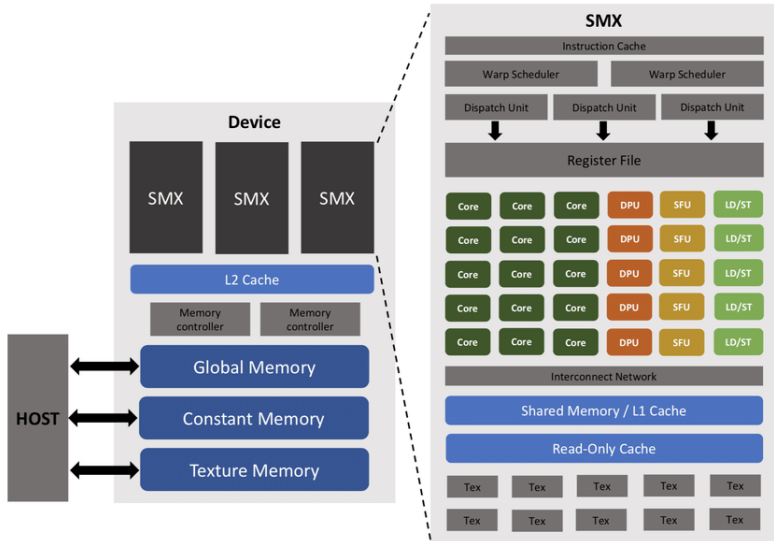 Device
SMX SMX SMX
L2 Cache
Memory controller Memory controller
Global Memory
Constant Memory
Texture Memory
HOST
SMX
Instruction Cache
Warp Scheduler Warp Scheduler
Dispatch Unit Dispatch Unit Dispatch Unit
Register File
Core Core Core DPU SFU LD/ST
Core Core Core DPU SFU LD/ST
Core Core Core DPU SFU LD/ST
Core Core Core DPU SFU LD/ST
Core Core Core DPU SFU LD/ST
Interconnect Network
Shared Memory / L1 Cache
Read-Only Cache
Tex Tex Tex Tex Tex
Tex Tex Tex Tex Tex